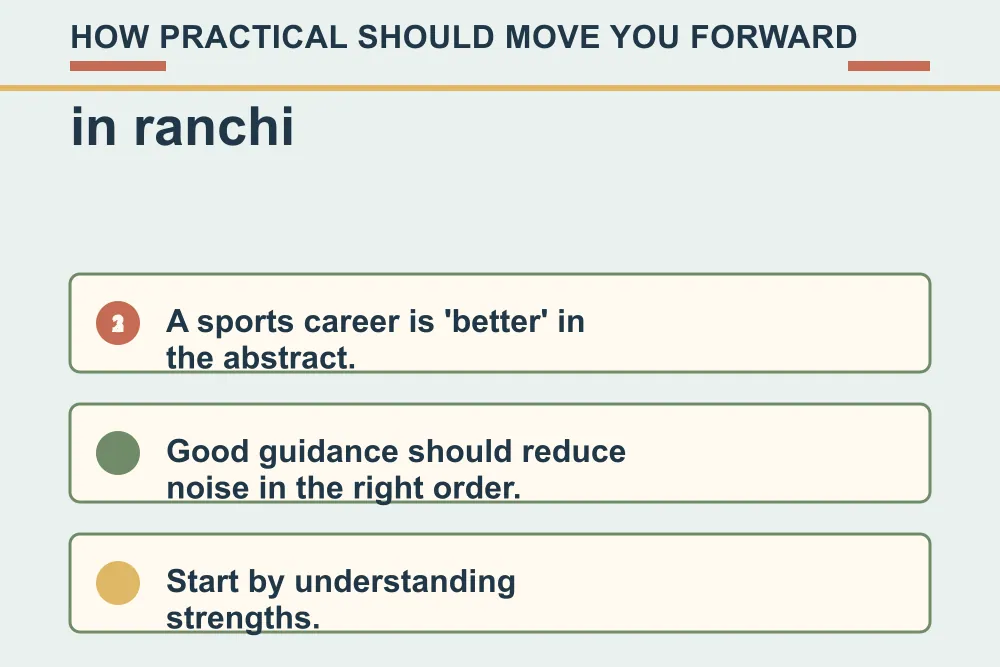 HOW PRACTICAL SHOULD MOVE YOU FORWARD
in ranchi
A sports career is 'better' in
the abstract.
Good guidance should reduce
noise in the right order.
Start by understanding
strengths.